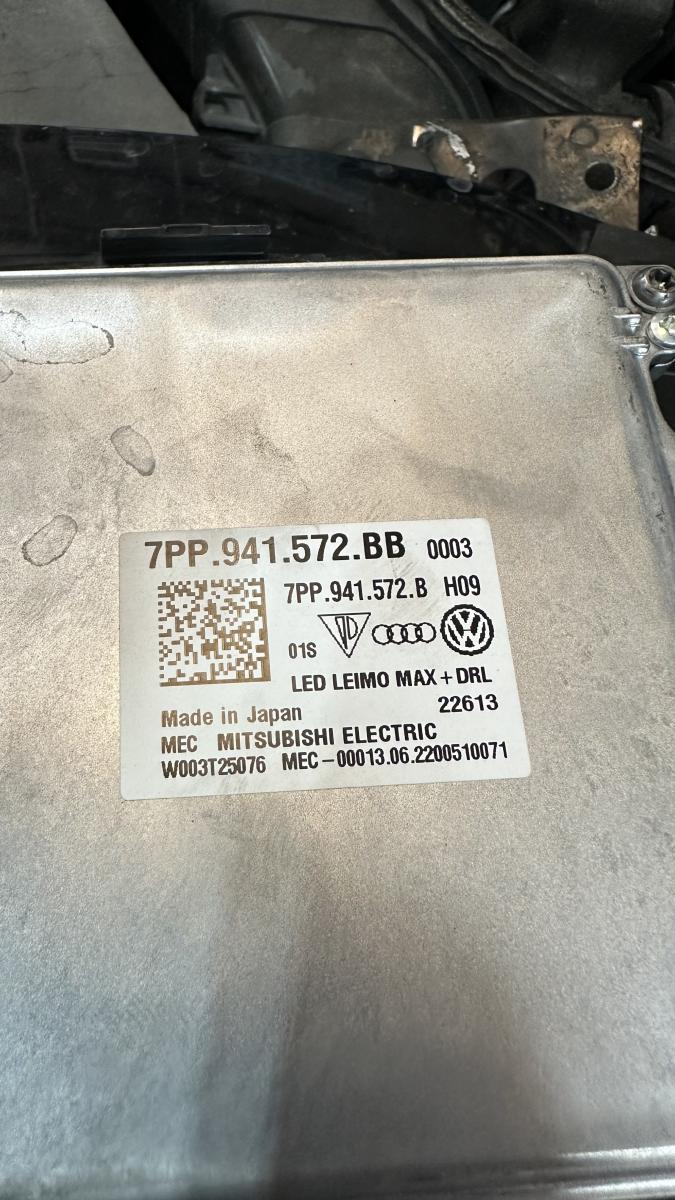 7PP.941.572.BB 0003
7PP.941.572.B H09
01S
LED LEIMO MAX + DRL
22613
Made in Japan
MEC MITSUBISHI ELECTRIC
W003T25076 MEC-00013.06.2200510071